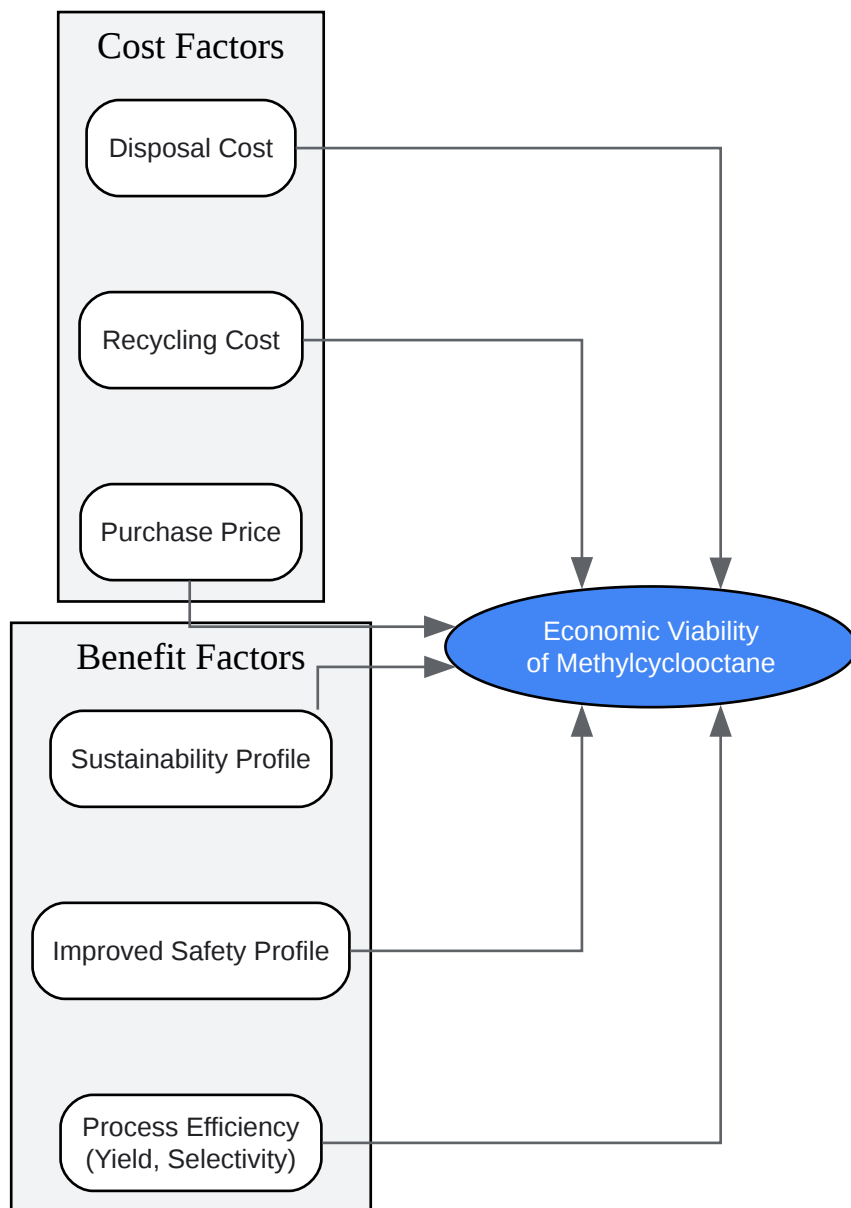 Cost Factors
Disposal Cost
Recycling Cost
Purchase Price
Economic Viability
of Methylcyclooctane
Benefit Factors
Sustainability Profile
Improved Safety Profile
Process Efficiency
(Yield, Selectivity)